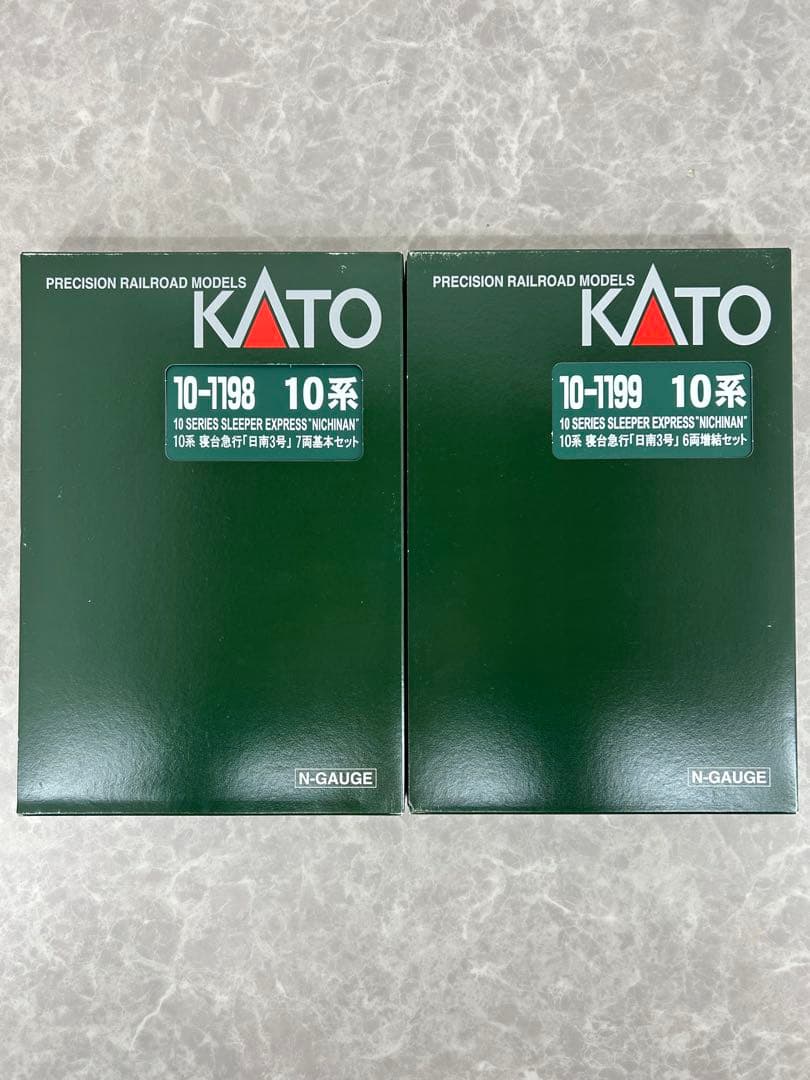 PRECISION RAILROAD MODELS
KATO
10-1198 10系
10 SERIES SLEEPER EXPRESS "NICHINAN"
10系 寝台急行「日南3号」7両基本セット
N-GAUGE
PRECISION RAILROAD MODELS
KATO
10-1199 10系
10 SERIES SLEEPER EXPRESS "NICHINAN"
10系 寝台急行「日南3号」6両増結セット
N-GAUGE